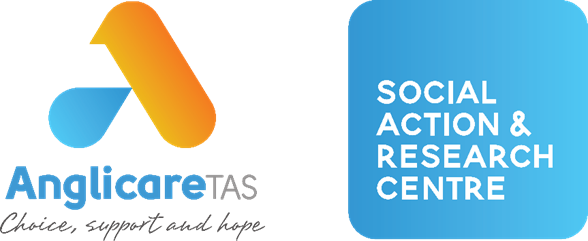 AnglicareTAS
Choice, support and hope
SOCIAL
ACTION &
RESEARCH
CENTRE